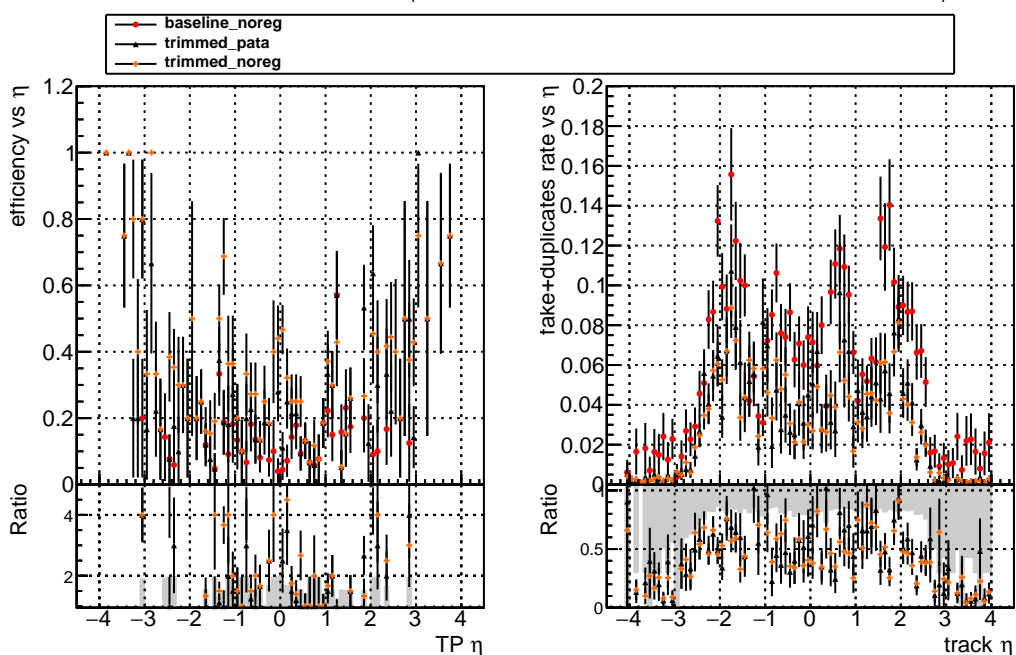 baseline_noreg
trimmed_pata
trimmed_noreg
efficiency vs η
1.2
1
0.8
0.6
0.4
0.2
0
Ratio
4
2
−4 −3 −2 −1 0 1 2 3 4
TP η
fake+duplicates rate vs η
0.2
0.18
0.16
0.14
0.12
0.1
0.08
0.06
0.04
0.02
0
Ratio
0.5
0
−4 −3 −2 −1 0 1 2 3 4
track η